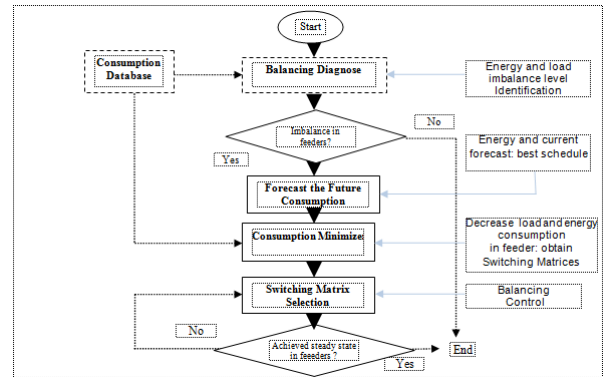 Start
Consumption
Database
Balancing Diagnose
Energy and load
imbalance level
Identification
Imbalance in
feeders?
No
Yes
Energy and current
forecast: best schedule
Forecast the Future
Consumption
Consumption Minimize
Decrease load and energy
consumption
in feeder: obtain
Switching Matrices
Switching Matrix
Selection
Balancing
Control
No
Achieved steady state
in feeeders ?
Yes
End